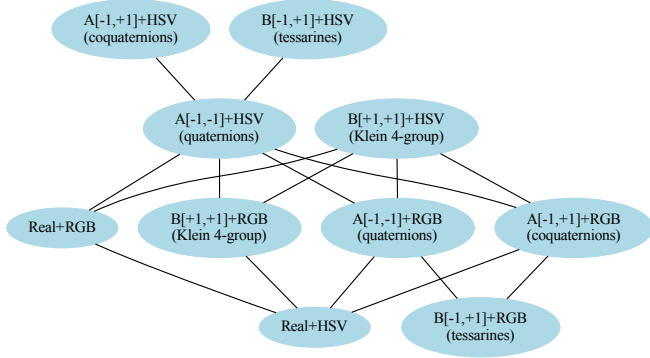 A[-1,+1]+HSV
(coquaternions)
B[-1,+1]+HSV
(tessarines)
A[-1,-1]+HSV
(quaternions)
B[+1,+1]+HSV
(Klein 4-group)
Real+RGB
B[+1,+1]+RGB
(Klein 4-group)
A[-1,-1]+RGB
(quaternions)
A[-1,+1]+RGB
(coquaternions)
Real+HSV
B[-1,+1]+RGB
(tessarines)